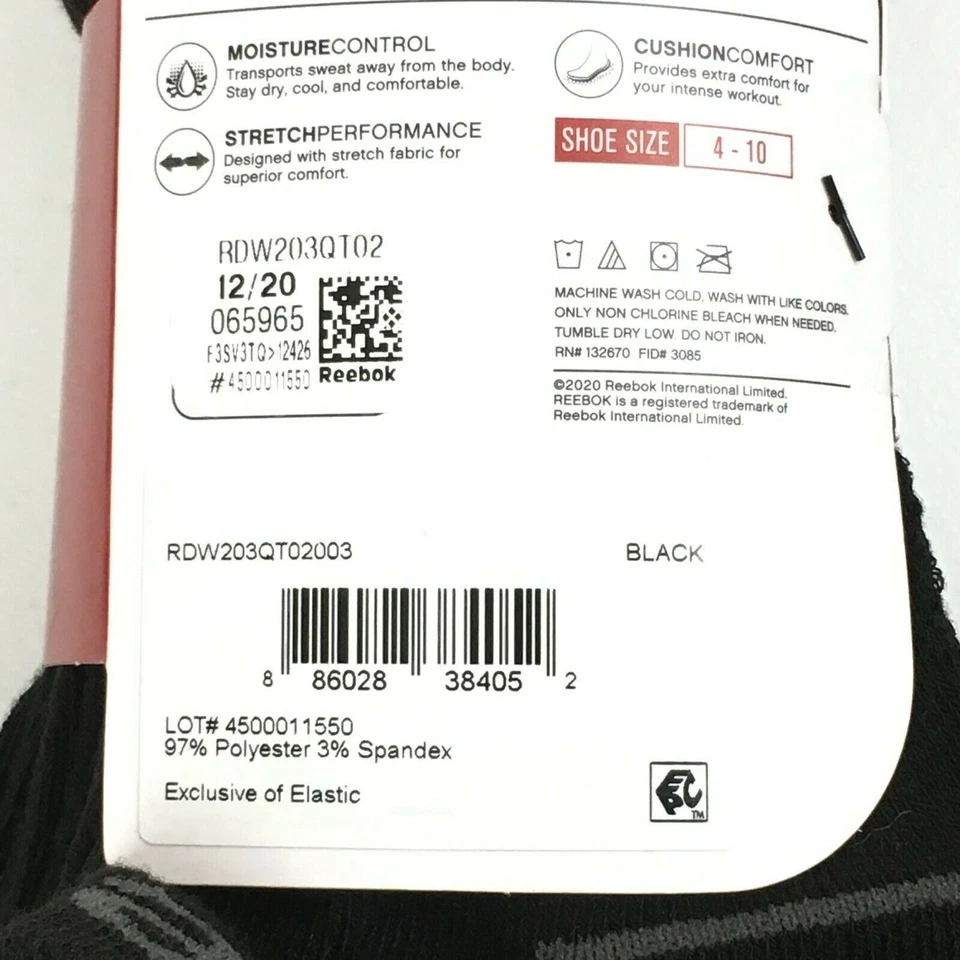 MOISTURECONTROL
Transports sweat away from the body.
Stay dry, cool, and comfortable.
STRETCHPERFORMANCE
Designed with stretch fabric for
superior comfort.
CUSHIONCOMFORT
Provides extra comfort for
your intense workout.
SHOE SIZE 4 - 10
RDW203QT02
12/20
065965
F3SV3TQ>12426
#4500011550 Reebok
MACHINE WASH COLD, WASH WITH LIKE COLORS.
ONLY NON CHLORINE BLEACH WHEN NEEDED.
TUMBLE DRY LOW. DO NOT IRON.
RN# 132670 FID# 3085
©2020 Reebok International Limited.
REEBOK is a registered trademark of
Reebok International Limited.
RDW203QT02003 BLACK
8 86028 38405 2
LOT# 4500011550
97% Polyester 3% Spandex
Exclusive of Elastic
TM